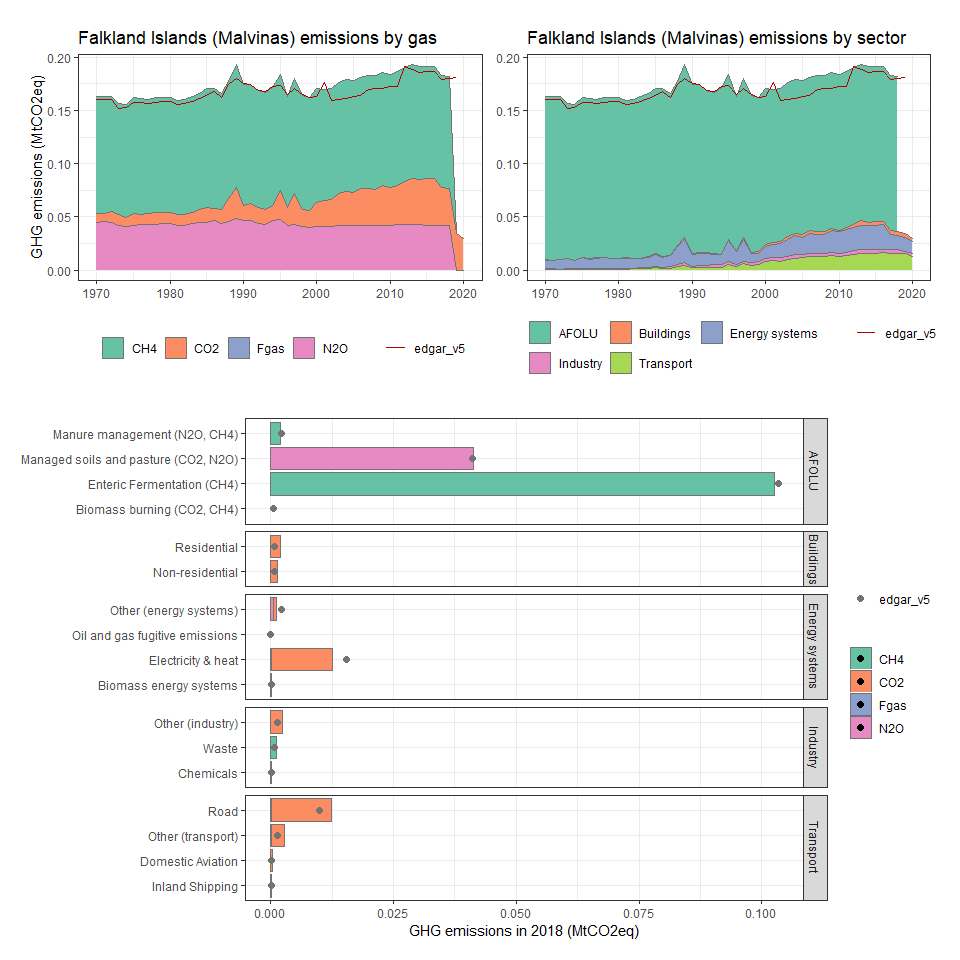 Falkland Islands (Malvinas) emissions by gas
GHG emissions (MtCO2eq)
0.20
0.15
0.10
0.05
0.00
1970 1980 1990 2000 2010 2020
CH4 CO2 Fgas N2O edgar_v5
Falkland Islands (Malvinas) emissions by sector
0.20
0.15
0.10
0.05
0.00
1970 1980 1990 2000 2010 2020
AFOLU Buildings Energy systems edgar_v5
Industry Transport
Manure management (N2O, CH4)
Managed soils and pasture (CO2, N2O)
Enteric Fermentation (CH4)
Biomass burning (CO2, CH4)
AFOLU
Residential
Non-residential
Buildings
Other (energy systems)
Oil and gas fugitive emissions
Electricity & heat
Biomass energy systems
Energy systems
Other (industry)
Waste
Chemicals
Industry
Road
Other (transport)
Domestic Aviation
Inland Shipping
Transport
0.000 0.025 0.050 0.075 0.100
GHG emissions in 2018 (MtCO2eq)
edgar_v5
CH4
CO2
Fgas
N2O